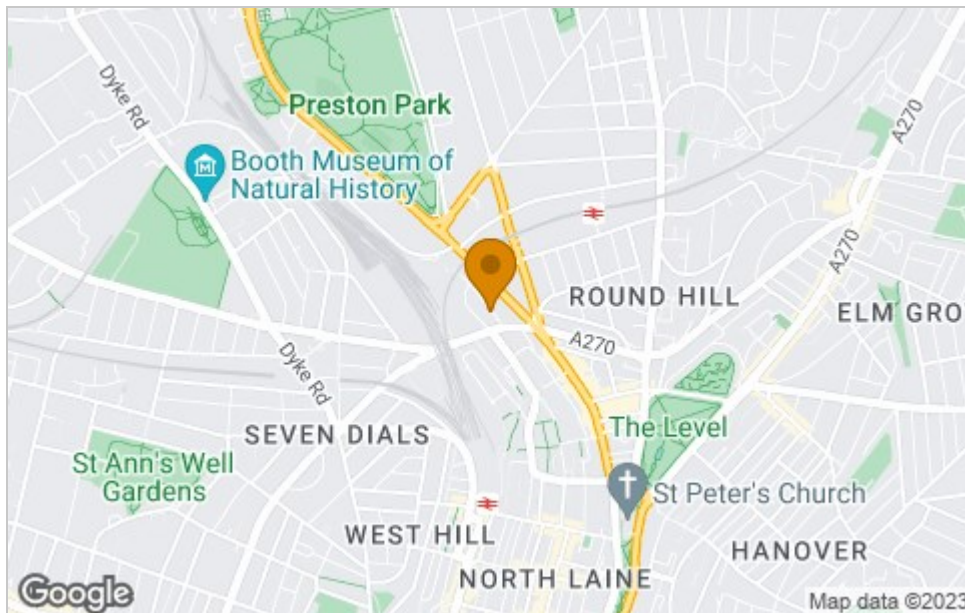 Dyke Rd
Preston Park
A270
Booth Museum of
Natural History
A270
ROUND HILL
ELM GRO
A270
Dyke Rd
SEVEN DIALS
The Level
St Ann's Well
Gardens
St Peter's Church
WEST HILL
HANOVER
NORTH LAINE
Google
Map data ©2023